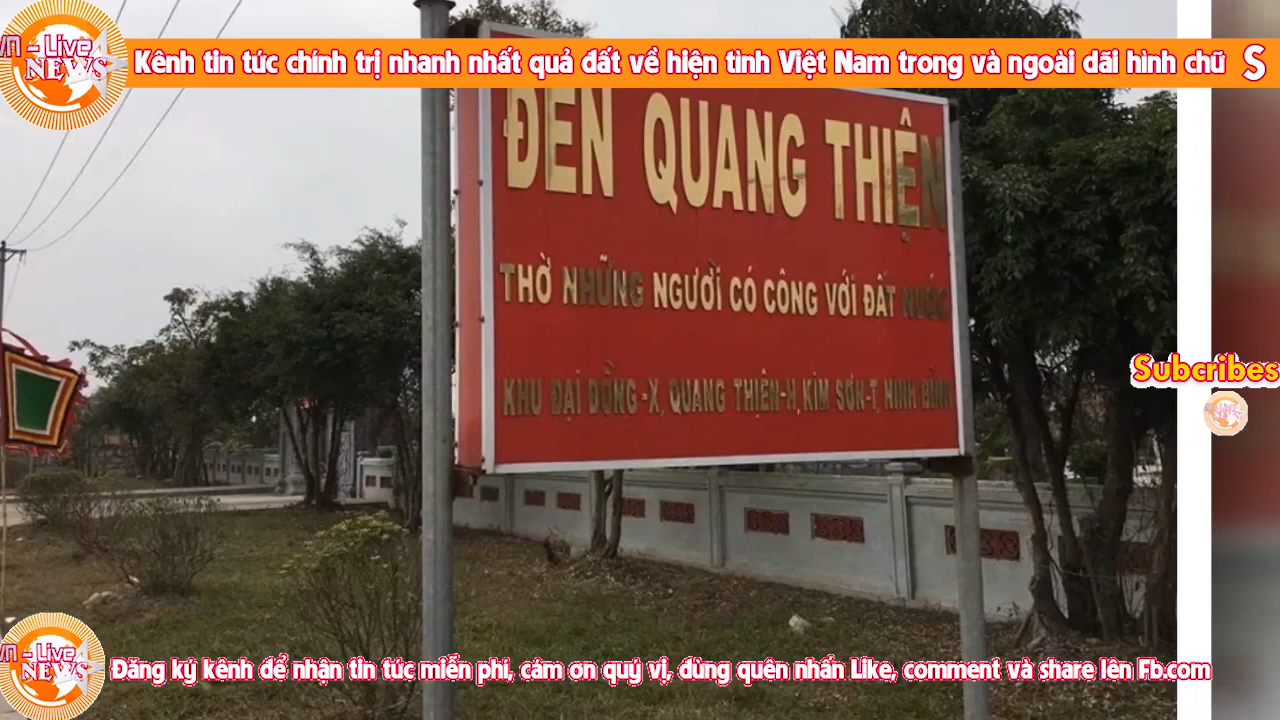 VN - Live
NEWS
Kênh tin tức chính trị nhanh nhất quả đất về hiện tình Việt Nam trong và ngoài dãi hình chữ S
ĐỀN QUANG THIỆN
THỜ NHỮNG NGƯƠI CÓ CÔNG VỚI ĐẤT NƯỚC
KHU ĐẠI ĐỒNG-X, QUANG THIỆN-H, KIM SƠN-T, NINH BÌNH
Subcribes
NEWS
VN - Live
NEWS
Đăng ký kênh để nhận tin tức miễn phí, cám ơn quý vị, đừng quên nhấn Like, comment và share lên Fb.com